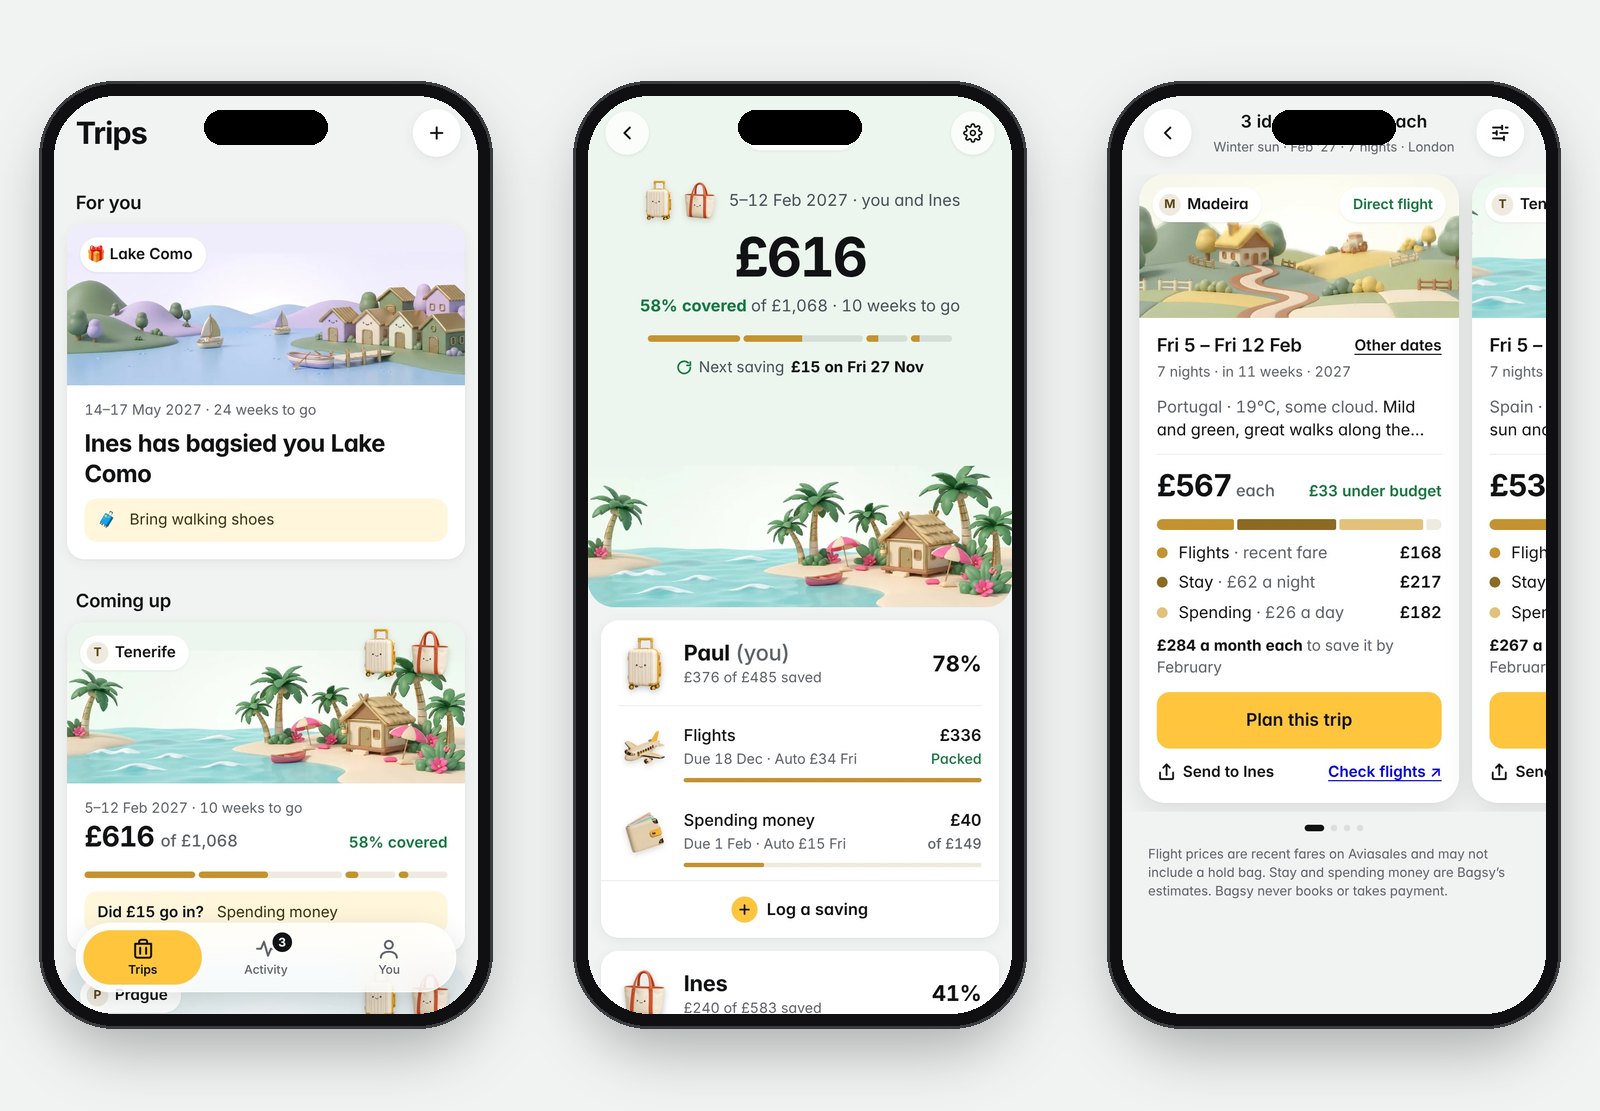 Trips
For you
Lake Como
14–17 May 2027 · 24 weeks to go
Ines has bagsied you Lake
Como
Bring walking shoes
Coming up
T Tenerife
5–12 Feb 2027 · 10 weeks to go
£616 of £1,068 58% covered
Did £15 go in? Spending money
Trips
3
Activity
You
P Prague
5–12 Feb 2027 · you and Ines
£616
58% covered of £1,068 · 10 weeks to go
Next saving £15 on Fri 27 Nov
Paul (you)
£376 of £485 saved
78%
Flights £336
Due 18 Dec · Auto £34 Fri Packed
Spending money £40
Due 1 Feb · Auto £15 Fri of £149
Log a saving
Ines
£240 of £583 saved
41%
3 id ach
Winter sun · Feb '27 · 7 nights · London
M Madeira
Direct flight
Fri 5 – Fri 12 Feb Other dates
7 nights · in 11 weeks · 2027
Portugal · 19°C, some cloud. Mild
and green, great walks along the…
£567 each £33 under budget
Flights · recent fare £168
Stay · £62 a night £217
Spending · £26 a day £182
£284 a month each to save it by
February
Plan this trip
Send to Ines Check flights ↗
T Ten
Fri 5 –
7 nights
Spain ·
sun and
£53
Fligh
Stay
Spen
£267 a
Februar
Send
Flight prices are recent fares on Aviasales and may not
include a hold bag. Stay and spending money are Bagsy's
estimates. Bagsy never books or takes payment.